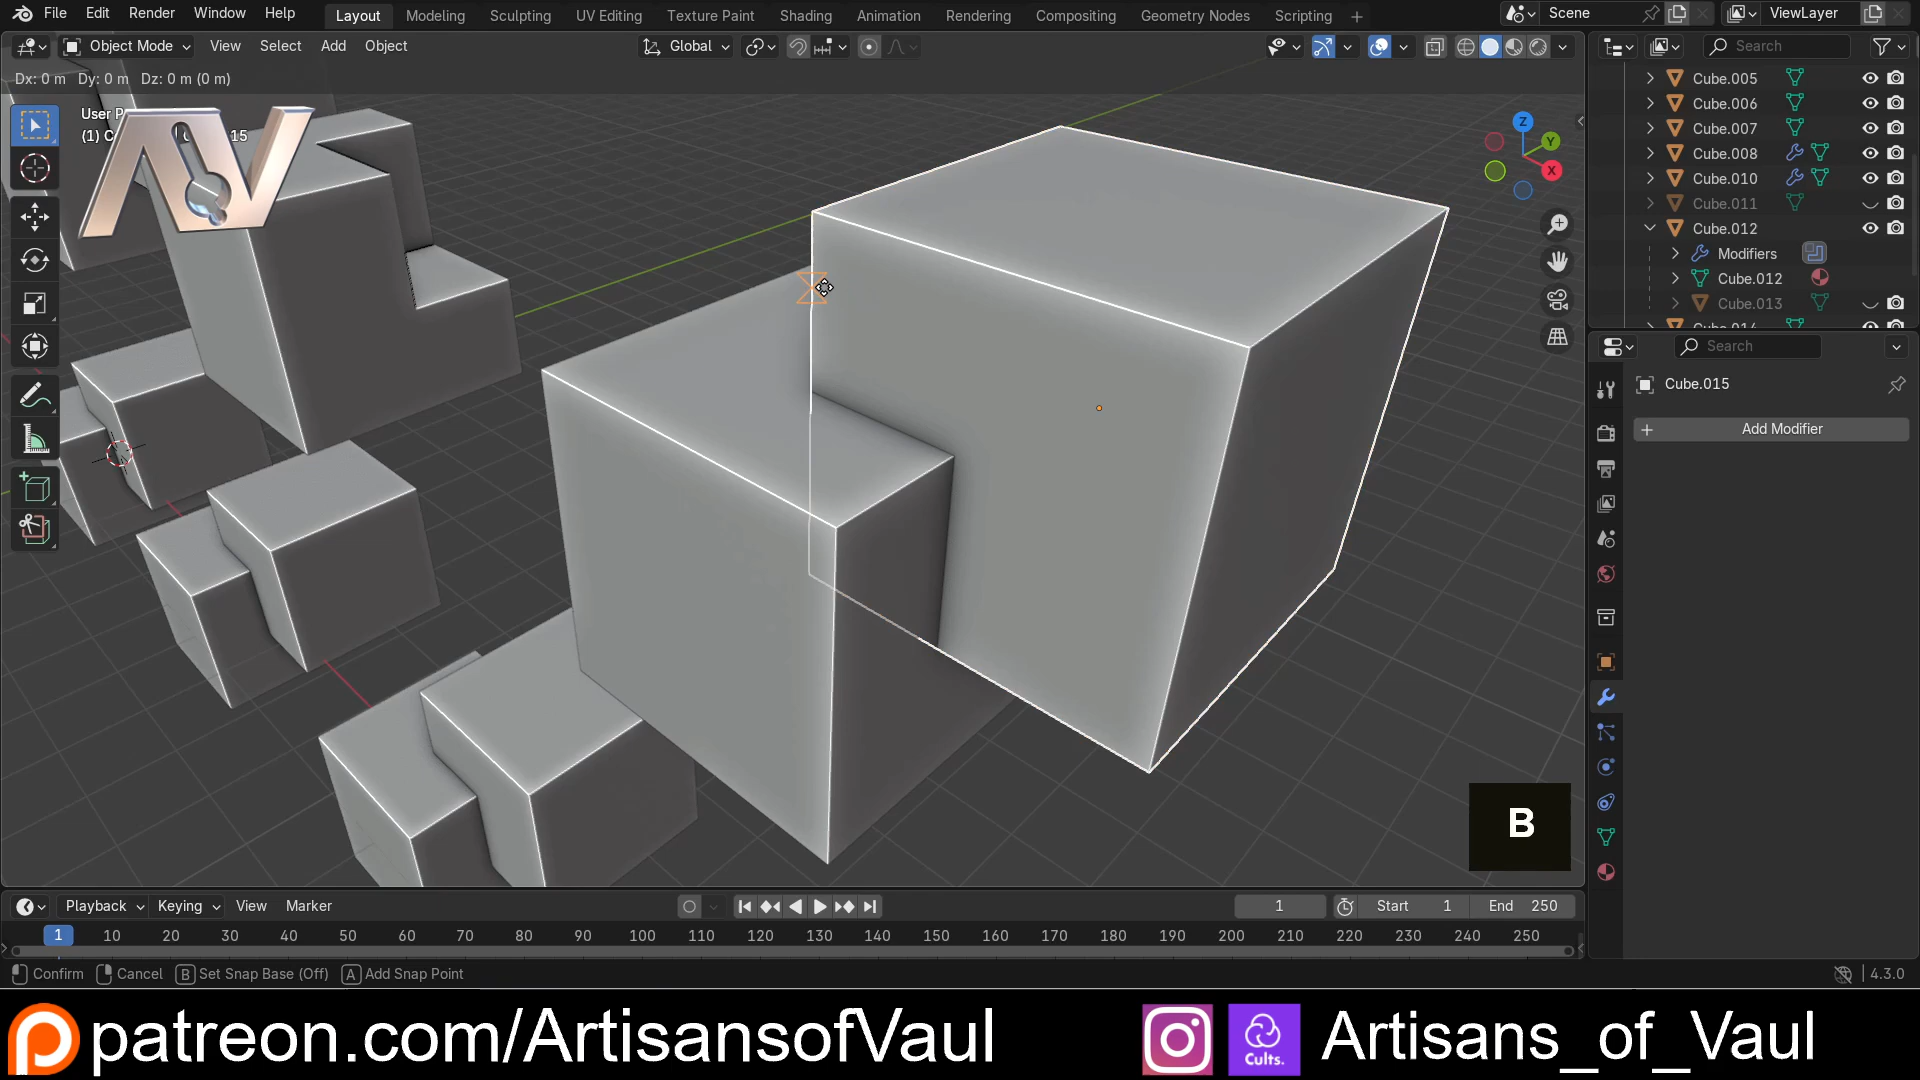 File Edit Render Window Help Layout Modeling Sculpting UV Editing Texture Paint Shading Animation Rendering Compositing Geometry Nodes Scripting + Scene ViewLayer
Object Mode View Select Add Object Global Search
Dx: 0 m Dy: 0 m Dz: 0 m (0 m)
User P
(1) C 15
AV
Z
Y
X
Cube.005
Cube.006
Cube.007
Cube.008
Cube.010
Cube.011
Cube.012
Modifiers
Cube.012
Cube.013
Cube.014
Search
Cube.015
+ Add Modifier
B
Playback Keying View Marker 1 Start 1 End 250
1 10 20 30 40 50 60 70 80 90 100 110 120 130 140 150 160 170 180 190 200 210 220 230 240 250
Confirm Cancel B Set Snap Base (Off) A Add Snap Point 4.3.0
patreon.com/ArtisansofVaul Cults. Artisans_of_Vaul